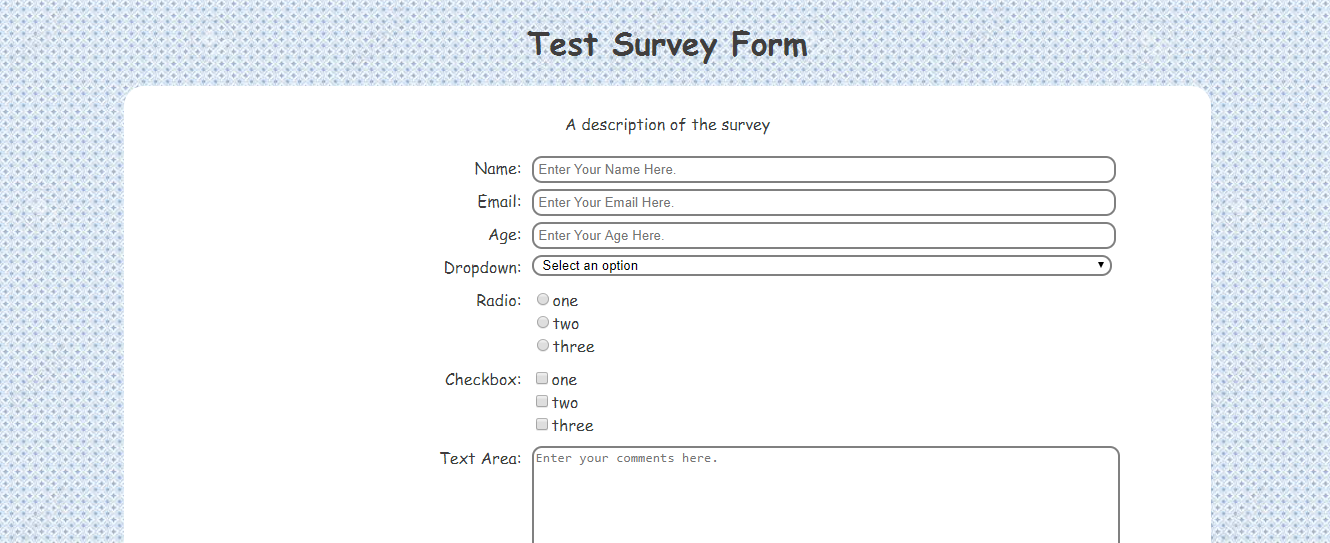 Test Survey Form
A description of the survey
Name: Enter Your Name Here.
Email: Enter Your Email Here.
Age: Enter Your Age Here.
Dropdown: Select an option
Radio: one
two
three
Checkbox: one
two
three
Text Area: Enter your comments here.